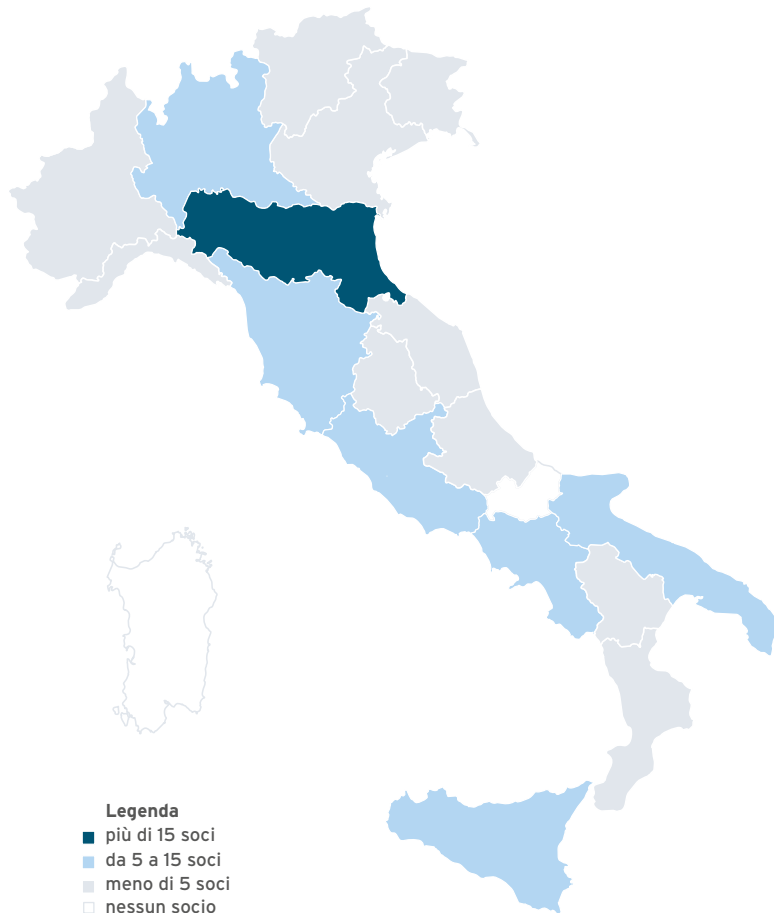 Legenda
più di 15 soci
da 5 a 15 soci
meno di 5 soci
nessun socio